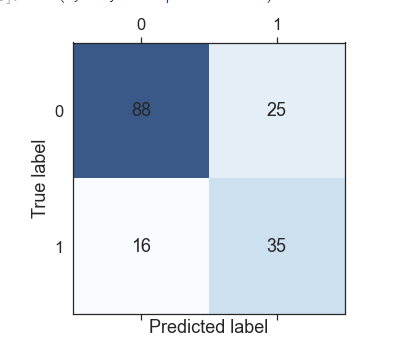 0 1
0 88 25
True label
1 16 35
Predicted label